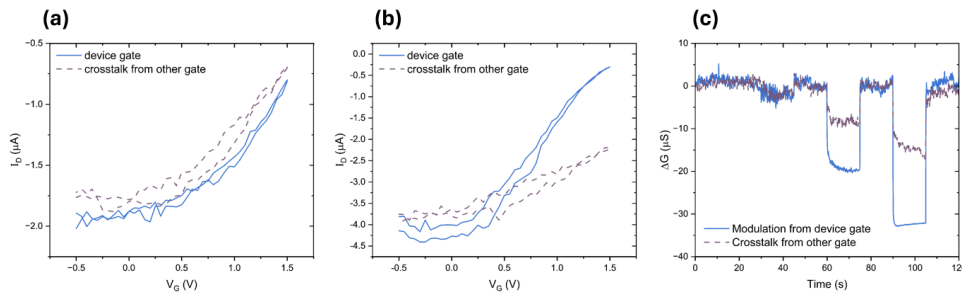 (a)
−0.5
−1.0
−1.5
−2.0
I_D (µA)
−0.5
0.0
0.5
1.0
1.5
V_G (V)
device gate
crosstalk from other gate
(b)
0.0
−0.5
−1.0
−1.5
−2.0
−2.5
−3.0
−3.5
−4.0
−4.5
I_D (µA)
−0.5
0.0
0.5
1.0
1.5
V_G (V)
device gate
crosstalk from other gate
(c)
10
0
−10
−20
−30
−40
ΔG (µS)
0
20
40
60
80
100
120
Time (s)
Modulation from device gate
Crosstalk from other gate